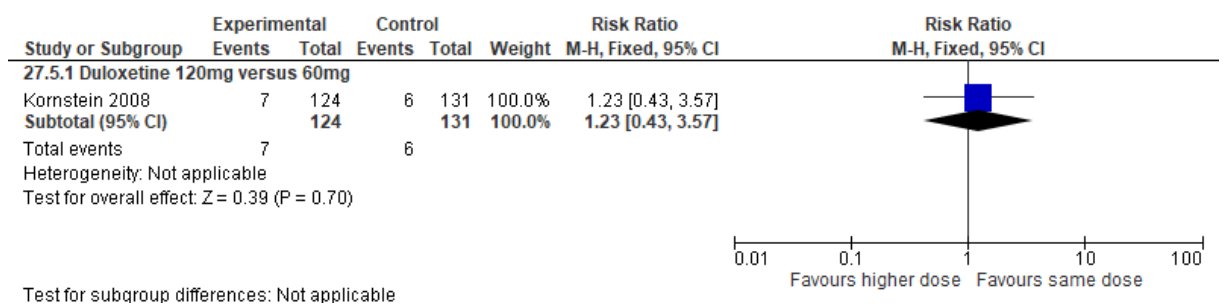 Experimental Control Risk Ratio Risk Ratio
Study or Subgroup Events Total Events Total Weight M-H, Fixed, 95% CI M-H, Fixed, 95% CI
27.5.1 Duloxetine 120mg versus 60mg
Kornstein 2008 7 124 6 131 100.0% 1.23 [0.43, 3.57]
Subtotal (95% CI) 124 131 100.0% 1.23 [0.43, 3.57]
Total events 7 6
Heterogeneity: Not applicable
Test for overall effect: Z = 0.39 (P = 0.70)
0.01 0.1 1 10 100
Favours higher dose Favours same dose
Test for subgroup differences: Not applicable